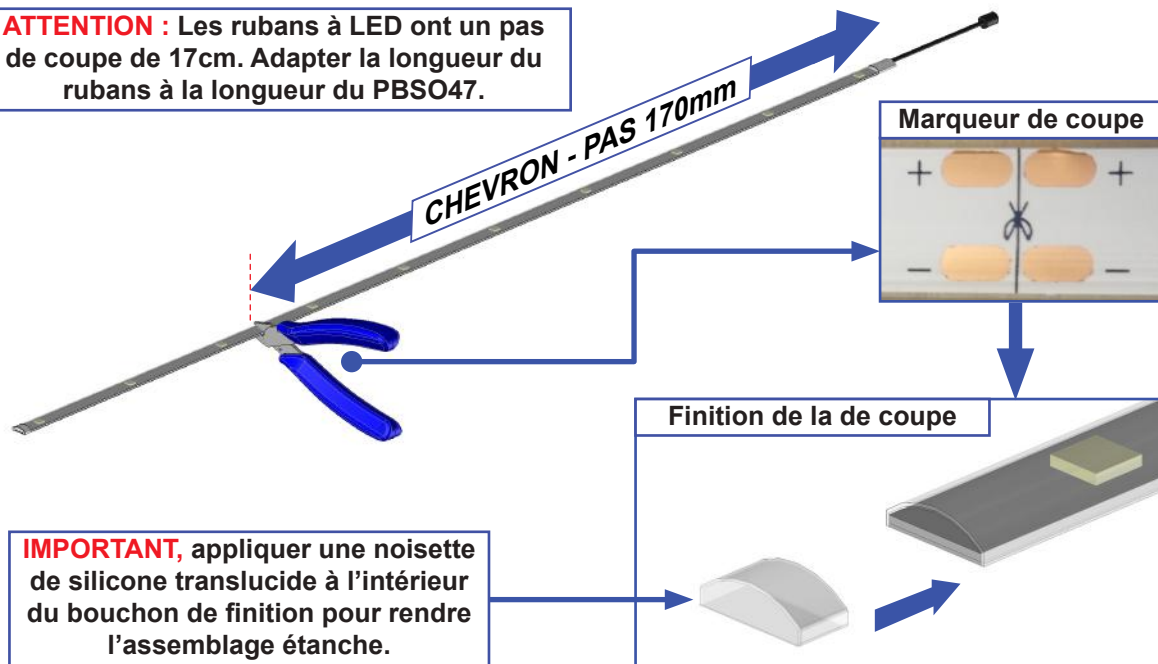 ATTENTION : Les rubans à LED ont un pas
de coupe de 17cm. Adapter la longueur du
rubans à la longueur du PBSO47.
CHEVRON - PAS 170mm
Marqueur de coupe
+ +
− −
Finition de la de coupe
IMPORTANT, appliquer une noisette
de silicone translucide à l’intérieur
du bouchon de finition pour rendre
l’assemblage étanche.